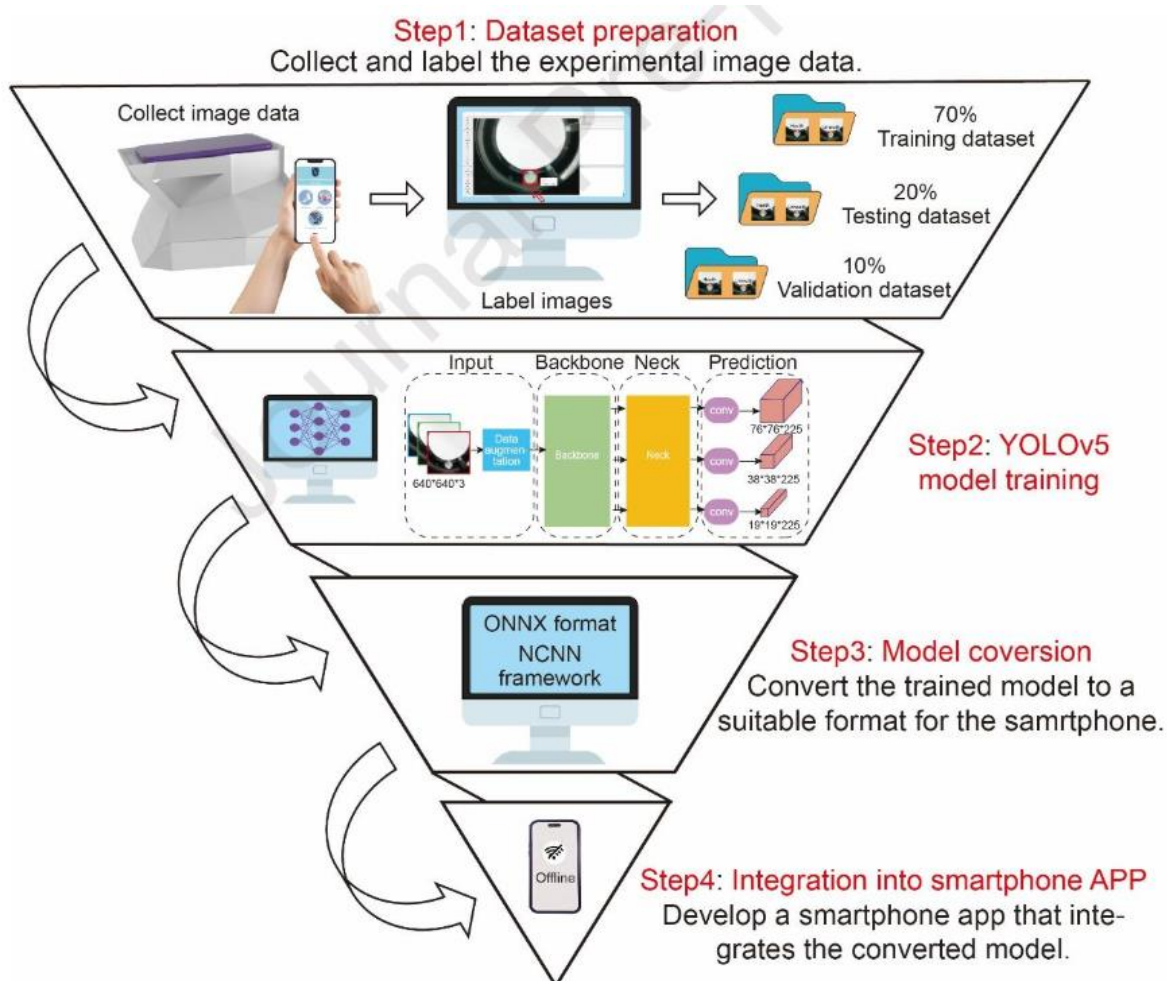 Step1: Dataset preparation
Collect and label the experimental image data.
Collect image data
Label images
70%
Training dataset
20%
Testing dataset
10%
Validation dataset
Journal Pre-
Input
Backbone
Neck
Prediction
640*640*3
Data
augmen-
tation
Backbone
Neck
conv
76*76*225
conv
38*38*225
conv
19*19*225
Step2: YOLOv5
model training
ONNX format
NCNN
framework
Step3: Model coversion
Convert the trained model to a
suitable format for the samrtphone.
Offline
Step4: Integration into smartphone APP
Develop a smartphone app that inte-
grates the converted model.